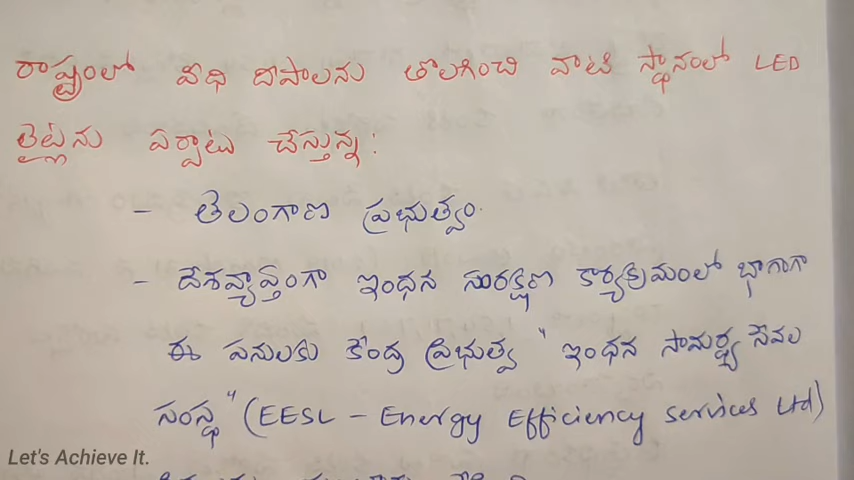 రాష్ట్రంలో వీధి దీపాలను తొలగించి వాటి స్థానంలో LED
లైట్లను ఏర్పాటు చేస్తున్న :
- తెలంగాణ ప్రభుత్వం.
- దేశవ్యాప్తంగా ఇంధన సంరక్షణ కార్యక్రమంలో భాగంగా
ఈ పనులకు కేంద్ర ప్రభుత్వ "ఇంధన సామర్థ్య సేవల
సంస్థ" (EESL - Energy Efficiency services Ltd)
Let's Achieve It.